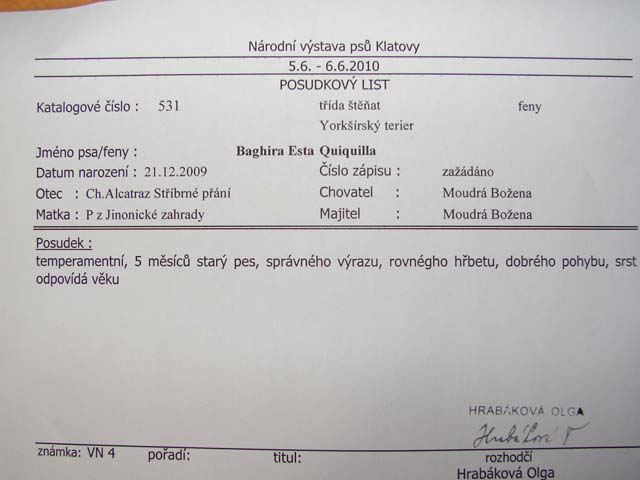 Národní výstava psů Klatovy
5.6. - 6.6.2010
POSUDKOVÝ LIST
Katalogové číslo : 531 třída štěňat feny
Yorkšírský terier
Jméno psa/feny : Baghira Esta Quiquilla
Datum narození : 21.12.2009 Číslo zápisu : zažádáno
Otec : Ch.Alcatraz Stříbrné přání Chovatel : Moudrá Božena
Matka : P z Jinonické zahrady Majitel : Moudrá Božena
Posudek :
temperamentní, 5 měsíců starý pes, správného výrazu, rovnégho hřbetu, dobrého pohybu, srst
odpovídá věku
HRABÁKOVÁ OLGA
známka: VN 4 pořadí: titul: rozhodčí
Hrabáková Olga